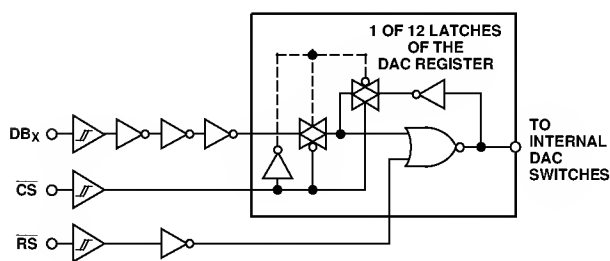 1 OF 12 LATCHES
OF THE
DAC REGISTER
DBX
CS
RS
TO
INTERNAL
DAC
SWITCHES